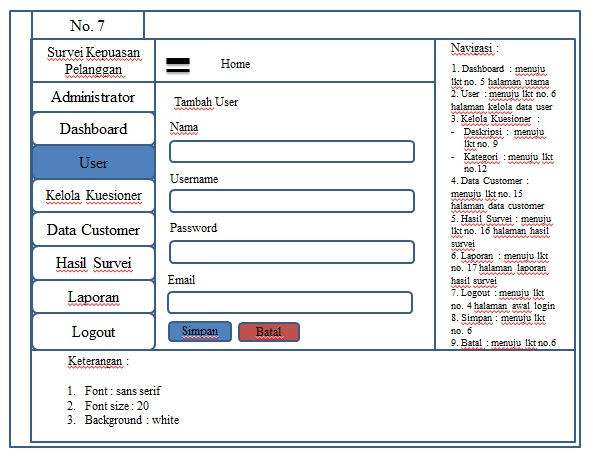 No. 7
Survei Kepuasan
Pelanggan
Administrator
Dashboard
User
Kelola Kuesioner
Data Customer
Hasil Survei
Laporan
Logout
Home
Tambah User
Nama
Username
Password
Email
Simpan
Batal
Navigasi :
1. Dashboard : menuju
lkt no. 5 halaman utama
2. User : menuju lkt no. 6
halaman kelola data user
3. Kelola Kuesioner :
- Deskripsi : menuju
lkt no. 9
- Kategori : menuju lkt
no.12
4. Data Customer :
menuju lkt no. 15
halaman data customer
5. Hasil Survei : menuju
lkt no. 16 halaman hasil
survei
6. Laporan : menuju lkt
no. 17 halaman laporan
hasil survei
7. Logout : menuju lkt
no. 4 halaman awal login
8. Simpan : menuju lkt
no. 6
9. Batal : menuju lkt no.6
Keterangan :
1. Font : sans serif
2. Font size : 20
3. Background : white